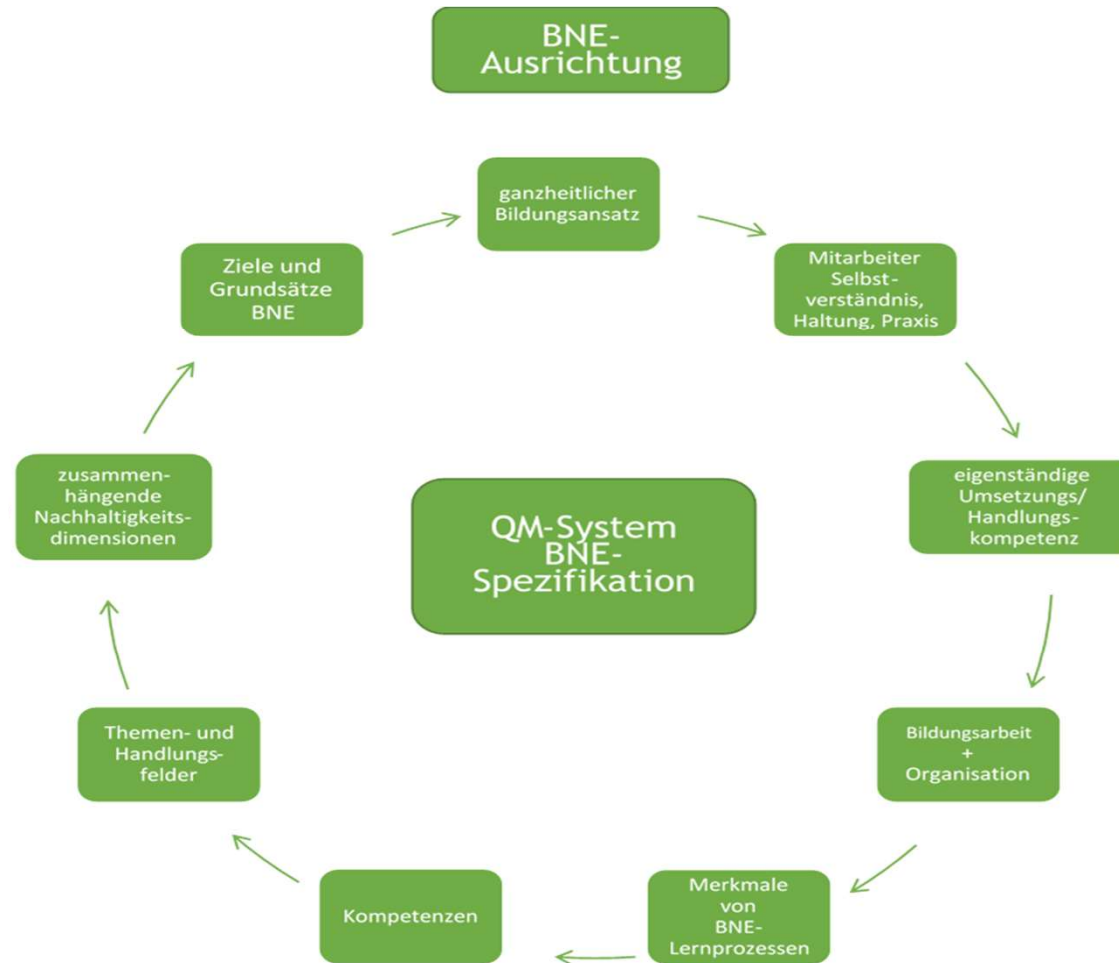 BNE-
Ausrichtung
ganzheitlicher
Bildungsansatz
Mitarbeiter
Selbst-
verständnis,
Haltung, Praxis
eigenständige
Umsetzungs/
Handlungs-
kompetenz
Bildungsarbeit
+
Organisation
Merkmale
von
BNE-
Lernprozessen
Kompetenzen
Themen- und
Handlungs-
felder
zusammen-
hängende
Nachhaltigkeits-
dimensionen
Ziele und
Grundsätze
BNE
QM-System
BNE-
Spezifikation